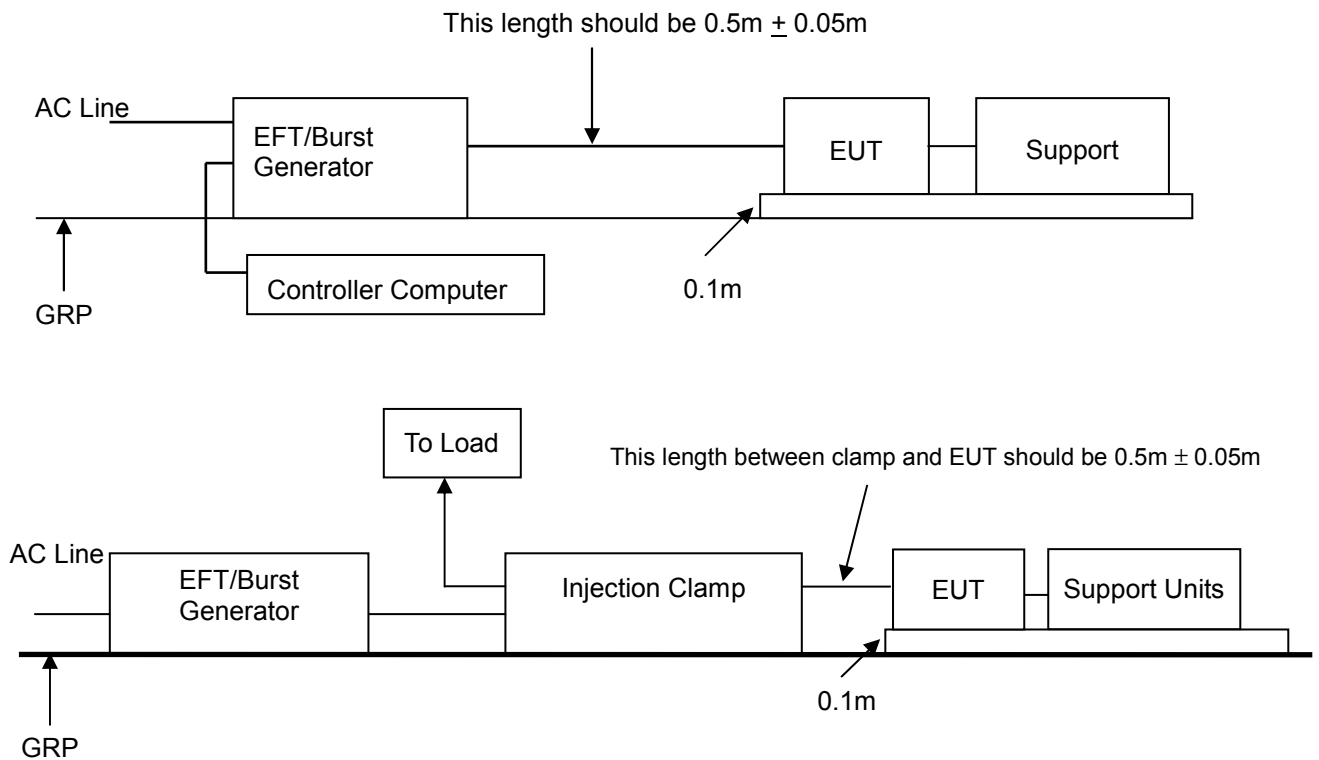 This length should be 0.5m ± 0.05m
AC Line
EFT/Burst
Generator
EUT
Support
Controller Computer
0.1m
GRP
To Load
This length between clamp and EUT should be 0.5m ± 0.05m
AC Line
EFT/Burst
Generator
Injection Clamp
EUT
Support Units
0.1m
GRP